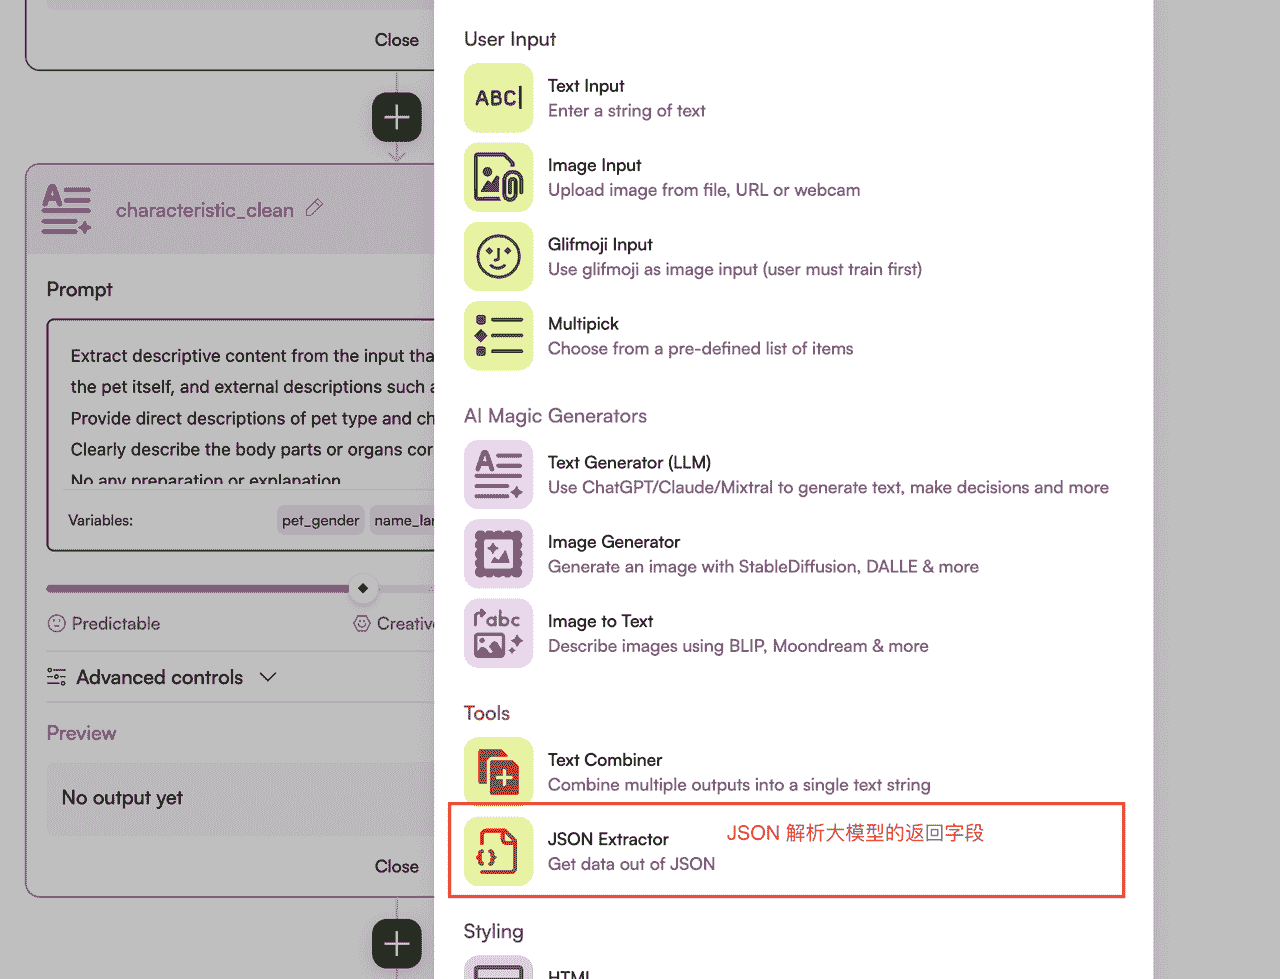 Close
characteristic_clean
Prompt
Extract descriptive content from the input tha
the pet itself, and external descriptions such a
Provide direct descriptions of pet type and ch
Clearly describe the body parts or organs cor
No any preparation or explanation
Variables:
pet_gender
name_lan
Predictable
Creative
Advanced controls
Preview
No output yet
Close
User Input
ABC
Text Input
Enter a string of text
Image Input
Upload image from file, URL or webcam
Glifmoji Input
Use glifmoji as image input (user must train first)
Multipick
Choose from a pre-defined list of items
AI Magic Generators
A
Text Generator (LLM)
Use ChatGPT/Claude/Mixtral to generate text, make decisions and more
Image Generator
Generate an image with StableDiffusion, DALLE & more
abc
Image to Text
Describe images using BLIP, Moondream & more
Tools
Text Combiner
Combine multiple outputs into a single text string
JSON Extractor
JSON 解析大模型的返回字段
Get data out of JSON
Styling
HTML